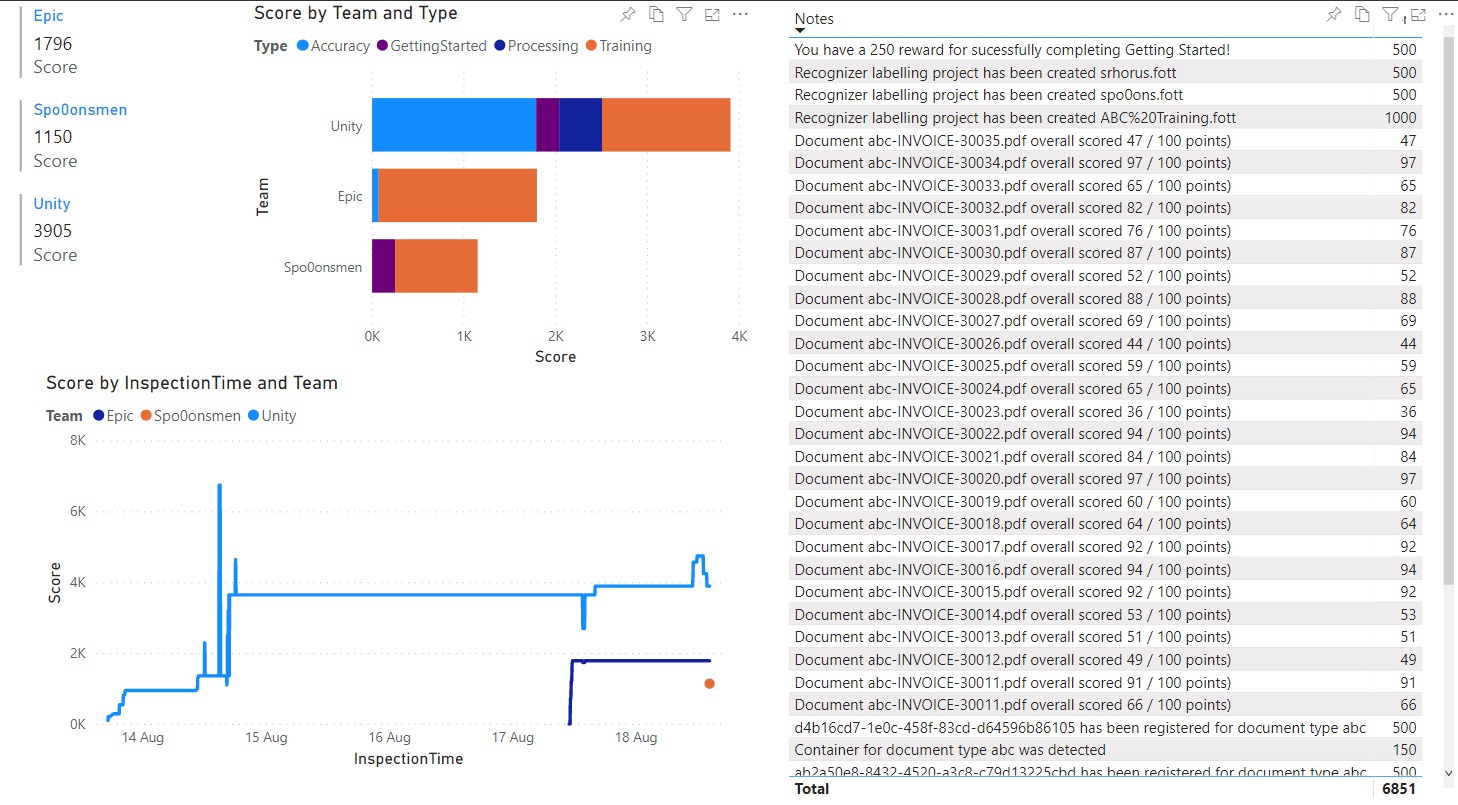 Epic
1796
Score
Spo0onsmen
1150
Score
Unity
3905
Score
Score by Team and Type
Type Accuracy GettingStarted Processing Training
Team
Unity
Epic
Spo0onsmen
0K 1K 2K 3K 4K
Score
Score by InspectionTime and Team
Team Epic Spo0onsmen Unity
Score
8K
6K
4K
2K
0K
14 Aug 15 Aug 16 Aug 17 Aug 18 Aug
InspectionTime
Notes
You have a 250 reward for sucessfully completing Getting Started! 500
Recognizer labelling project has been created srhorus.fott 500
Recognizer labelling project has been created spo0ons.fott 500
Recognizer labelling project has been created ABC%20Training.fott 1000
Document abc-INVOICE-30035.pdf overall scored 47 / 100 points) 47
Document abc-INVOICE-30034.pdf overall scored 97 / 100 points) 97
Document abc-INVOICE-30033.pdf overall scored 65 / 100 points) 65
Document abc-INVOICE-30032.pdf overall scored 82 / 100 points) 82
Document abc-INVOICE-30031.pdf overall scored 76 / 100 points) 76
Document abc-INVOICE-30030.pdf overall scored 87 / 100 points) 87
Document abc-INVOICE-30029.pdf overall scored 52 / 100 points) 52
Document abc-INVOICE-30028.pdf overall scored 88 / 100 points) 88
Document abc-INVOICE-30027.pdf overall scored 69 / 100 points) 69
Document abc-INVOICE-30026.pdf overall scored 44 / 100 points) 44
Document abc-INVOICE-30025.pdf overall scored 59 / 100 points) 59
Document abc-INVOICE-30024.pdf overall scored 65 / 100 points) 65
Document abc-INVOICE-30023.pdf overall scored 36 / 100 points) 36
Document abc-INVOICE-30022.pdf overall scored 94 / 100 points) 94
Document abc-INVOICE-30021.pdf overall scored 84 / 100 points) 84
Document abc-INVOICE-30020.pdf overall scored 97 / 100 points) 97
Document abc-INVOICE-30019.pdf overall scored 60 / 100 points) 60
Document abc-INVOICE-30018.pdf overall scored 64 / 100 points) 64
Document abc-INVOICE-30017.pdf overall scored 92 / 100 points) 92
Document abc-INVOICE-30016.pdf overall scored 94 / 100 points) 94
Document abc-INVOICE-30015.pdf overall scored 92 / 100 points) 92
Document abc-INVOICE-30014.pdf overall scored 53 / 100 points) 53
Document abc-INVOICE-30013.pdf overall scored 51 / 100 points) 51
Document abc-INVOICE-30012.pdf overall scored 49 / 100 points) 49
Document abc-INVOICE-30011.pdf overall scored 91 / 100 points) 91
Document abc-INVOICE-30011.pdf overall scored 66 / 100 points) 66
d4b16cd7-1e0c-458f-83cd-d64596b86105 has been registered for document type abc 500
Container for document type abc was detected 150
ab2a50e8-8432-4520-a3c8-c79d13225cbd has been registered for document type abc 500
Total 6851